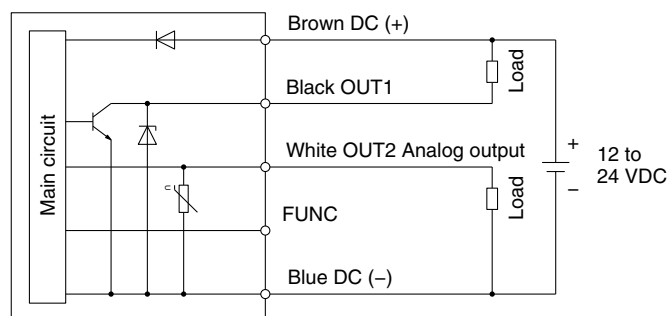 Brown DC (+)
Main circuit
Black OUT1
Load
White OUT2 Analog output
+
12 to
24 VDC
−
Load
FUNC
Blue DC (−)